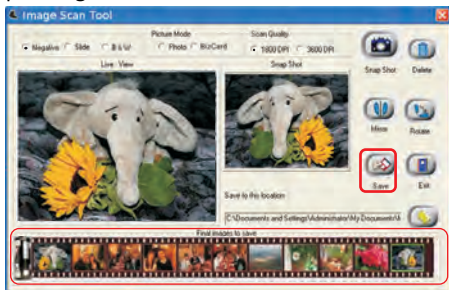 Image Scan Tool
Picture Mode
Scan Quality
Negative Slide B & W Photo BizCard 1800 DPI 3600 DPI
Live View
Snap Shot
Snap Shot
Delete
Mirror
Rotate
Save
Exit
Save to this location
C:\Documents and Settings\Administrator\My Documents\
Final images to save